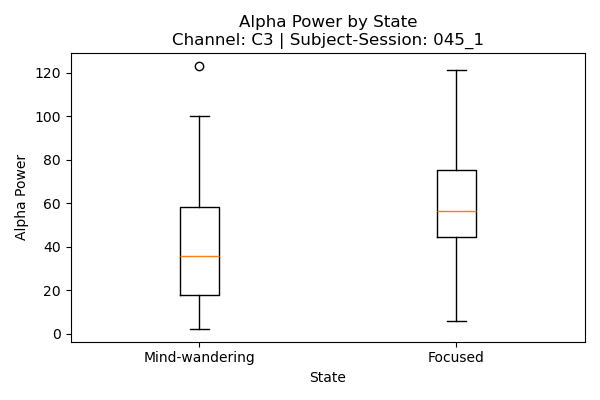 Alpha Power by State
Channel: C3 | Subject-Session: 045_1
120
100
80
60
40
20
0
Alpha Power
Mind-wandering
Focused
State